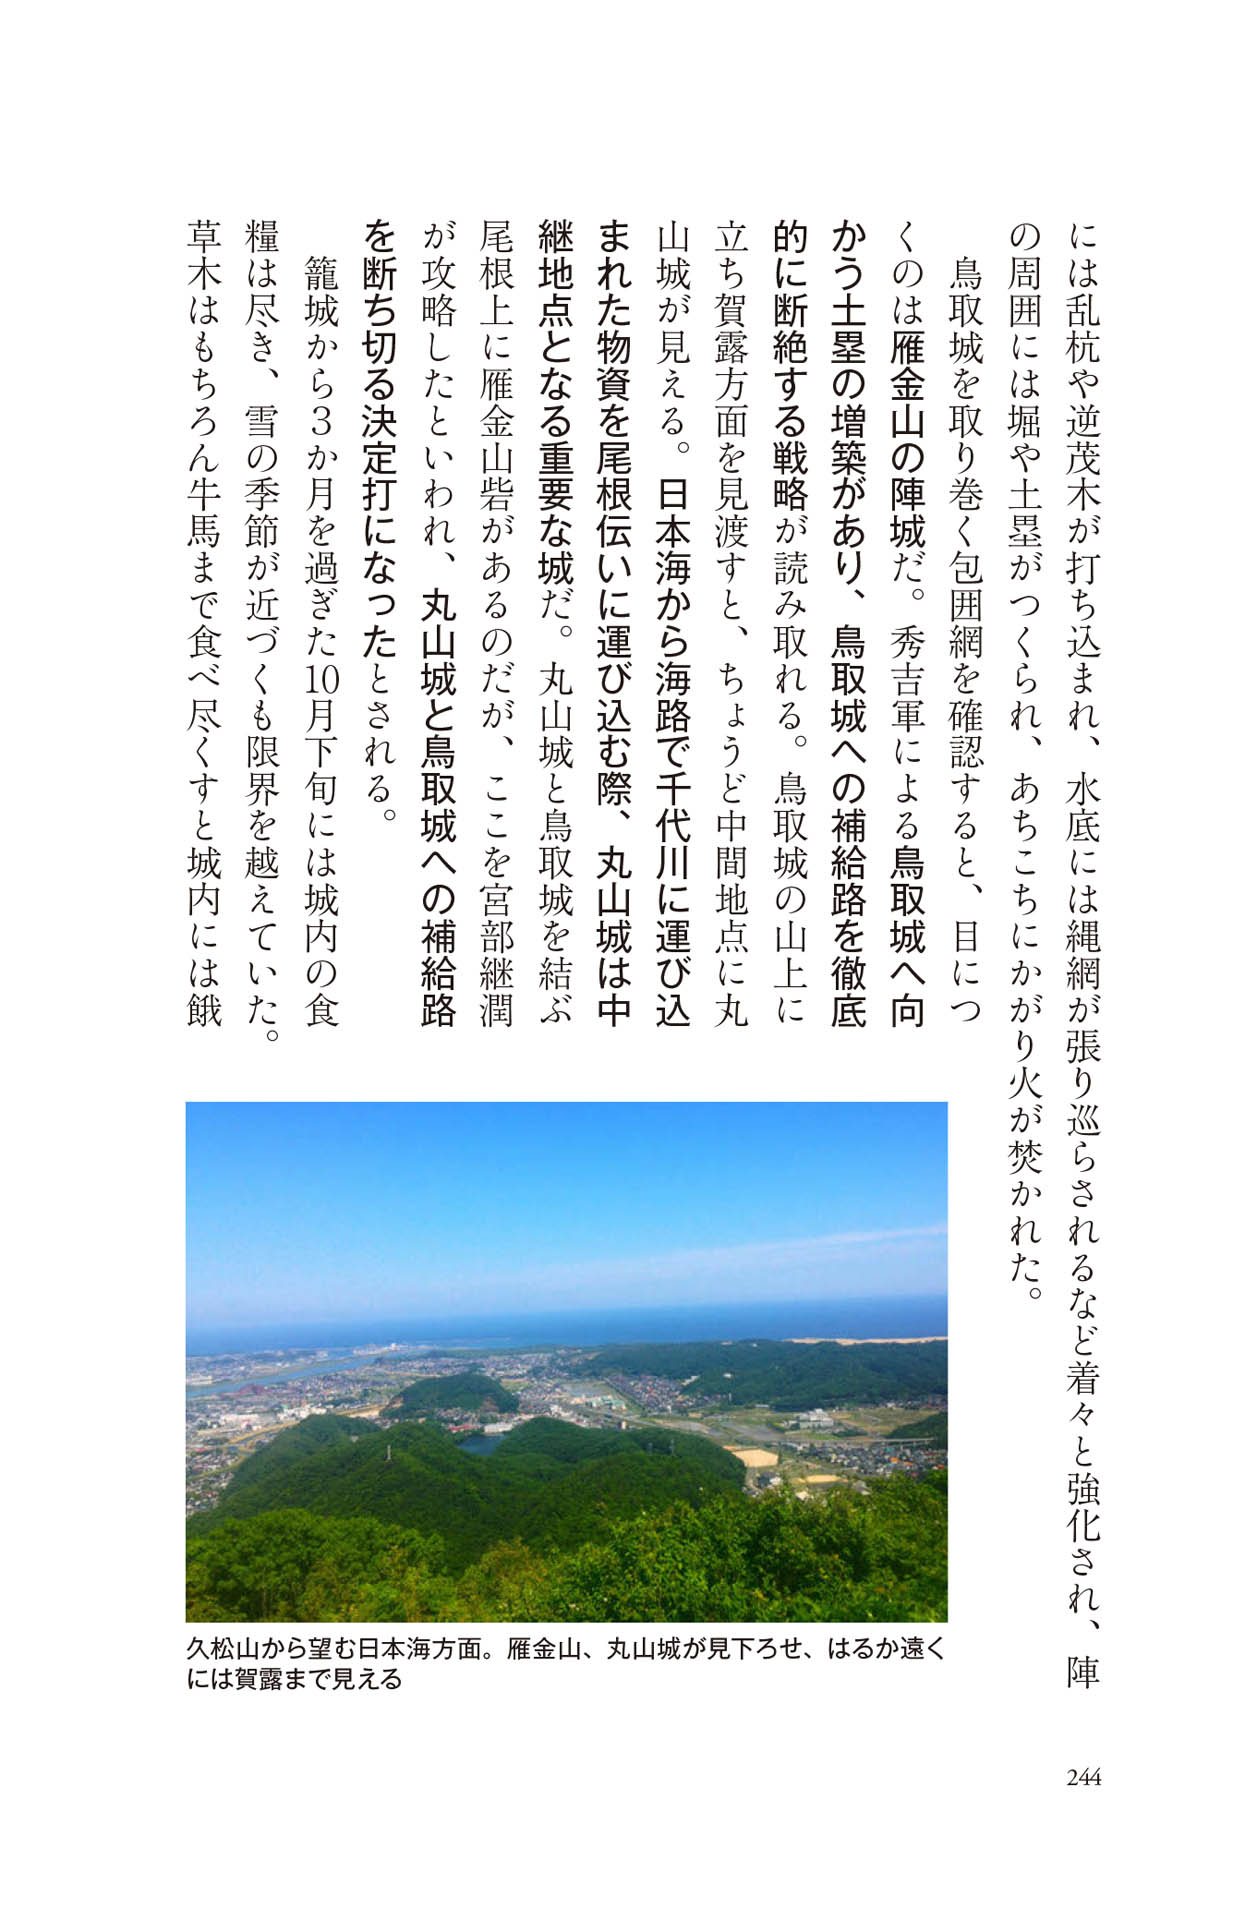 には乱杭や逆茂木が打ち込まれ、水底には縄網が張り巡らされるなど着々と強化され、陣
の周囲には堀や土塁がつくられ、あちこちにかがり火が焚かれた。
鳥取城を取り巻く包囲網を確認すると、目につ
くのは雁金山の陣城だ。秀吉軍による鳥取城へ向
かう土塁の増築があり、鳥取城への補給路を徹底
的に断絶する戦略が読み取れる。鳥取城の山上に
立ち賀露方面を見渡すと、ちょうど中間地点に丸
山城が見える。日本海から海路で千代川に運び込
まれた物資を尾根伝いに運び込む際、丸山城は中
継地点となる重要な城だ。丸山城と鳥取城を結ぶ
尾根上に雁金山砦があるのだが、ここを宮部継潤
が攻略したといわれ、丸山城と鳥取城への補給路
を断ち切る決定打になったとされる。
籠城から３か月を過ぎた10月下旬には城内の食
糧は尽き、雪の季節が近づくも限界を越えていた。
草木はもちろん牛馬まで食べ尽くすと城内には餓
久松山から望む日本海方面。雁金山、丸山城が見下ろせ、はるか遠く
には賀露まで見える
244